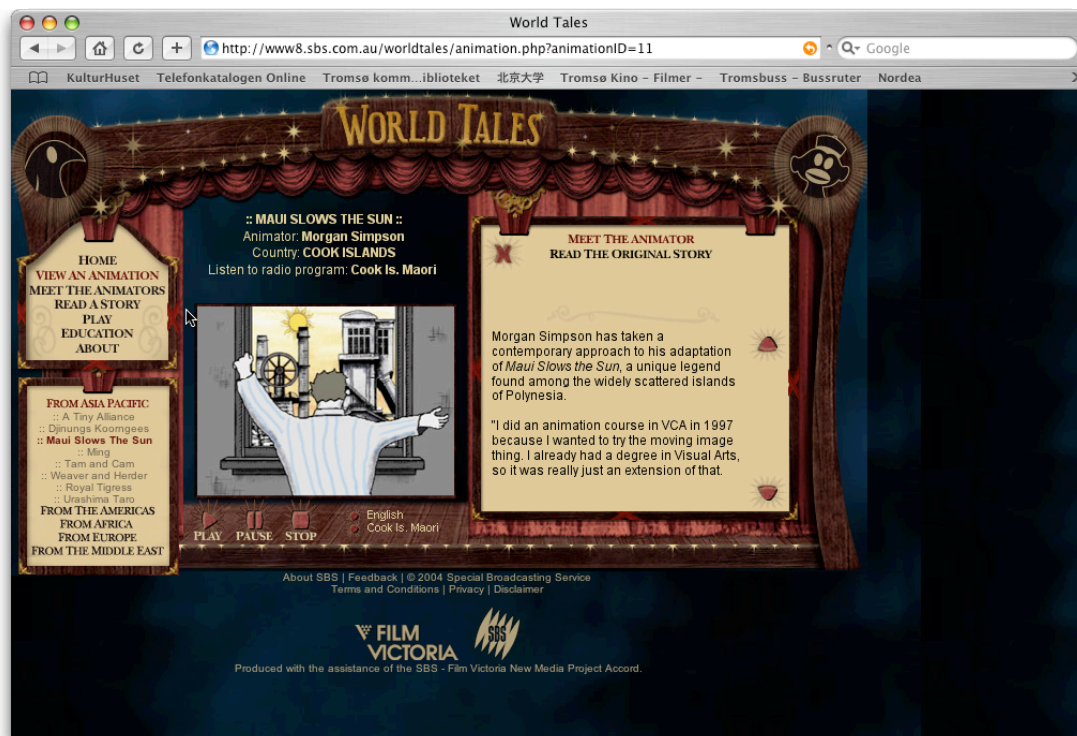 World Tales
http://www8.sbs.com.au/worldtales/animation.php?animationID=11
Google
KulturHuset Telefonkatalogen Online Tromsø komm...iblioteket 北京大学 Tromsø Kino – Filmer – Tromsbuss – Bussruter Nordea
WORLD TALES
:: MAUI SLOWS THE SUN ::
Animator: Morgan Simpson
Country: COOK ISLANDS
Listen to radio program: Cook Is. Maori
HOME
VIEW AN ANIMATION
MEET THE ANIMATORS
READ A STORY
PLAY
EDUCATION
ABOUT
FROM ASIA PACIFIC
:: A Tiny Alliance
:: Djinungs Koorngees
:: Maui Slows The Sun
:: Ming
:: Tam and Cam
:: Weaver and Herder
:: Royal Tigress
:: Urashima Taro
FROM THE AMERICAS
FROM AFRICA
FROM EUROPE
FROM THE MIDDLE EAST
PLAY PAUSE STOP
English
Cook Is. Maori
MEET THE ANIMATOR
READ THE ORIGINAL STORY
Morgan Simpson has taken a
contemporary approach to his adaptation
of Maui Slows the Sun, a unique legend
found among the widely scattered islands
of Polynesia.
"I did an animation course in VCA in 1997
because I wanted to try the moving image
thing. I already had a degree in Visual Arts,
so it was really just an extension of that.
About SBS | Feedback | © 2004 Special Broadcasting Service
Terms and Conditions | Privacy | Disclaimer
FILM
VICTORIA
SBS
Produced with the assistance of the SBS - Film Victoria New Media Project Accord.